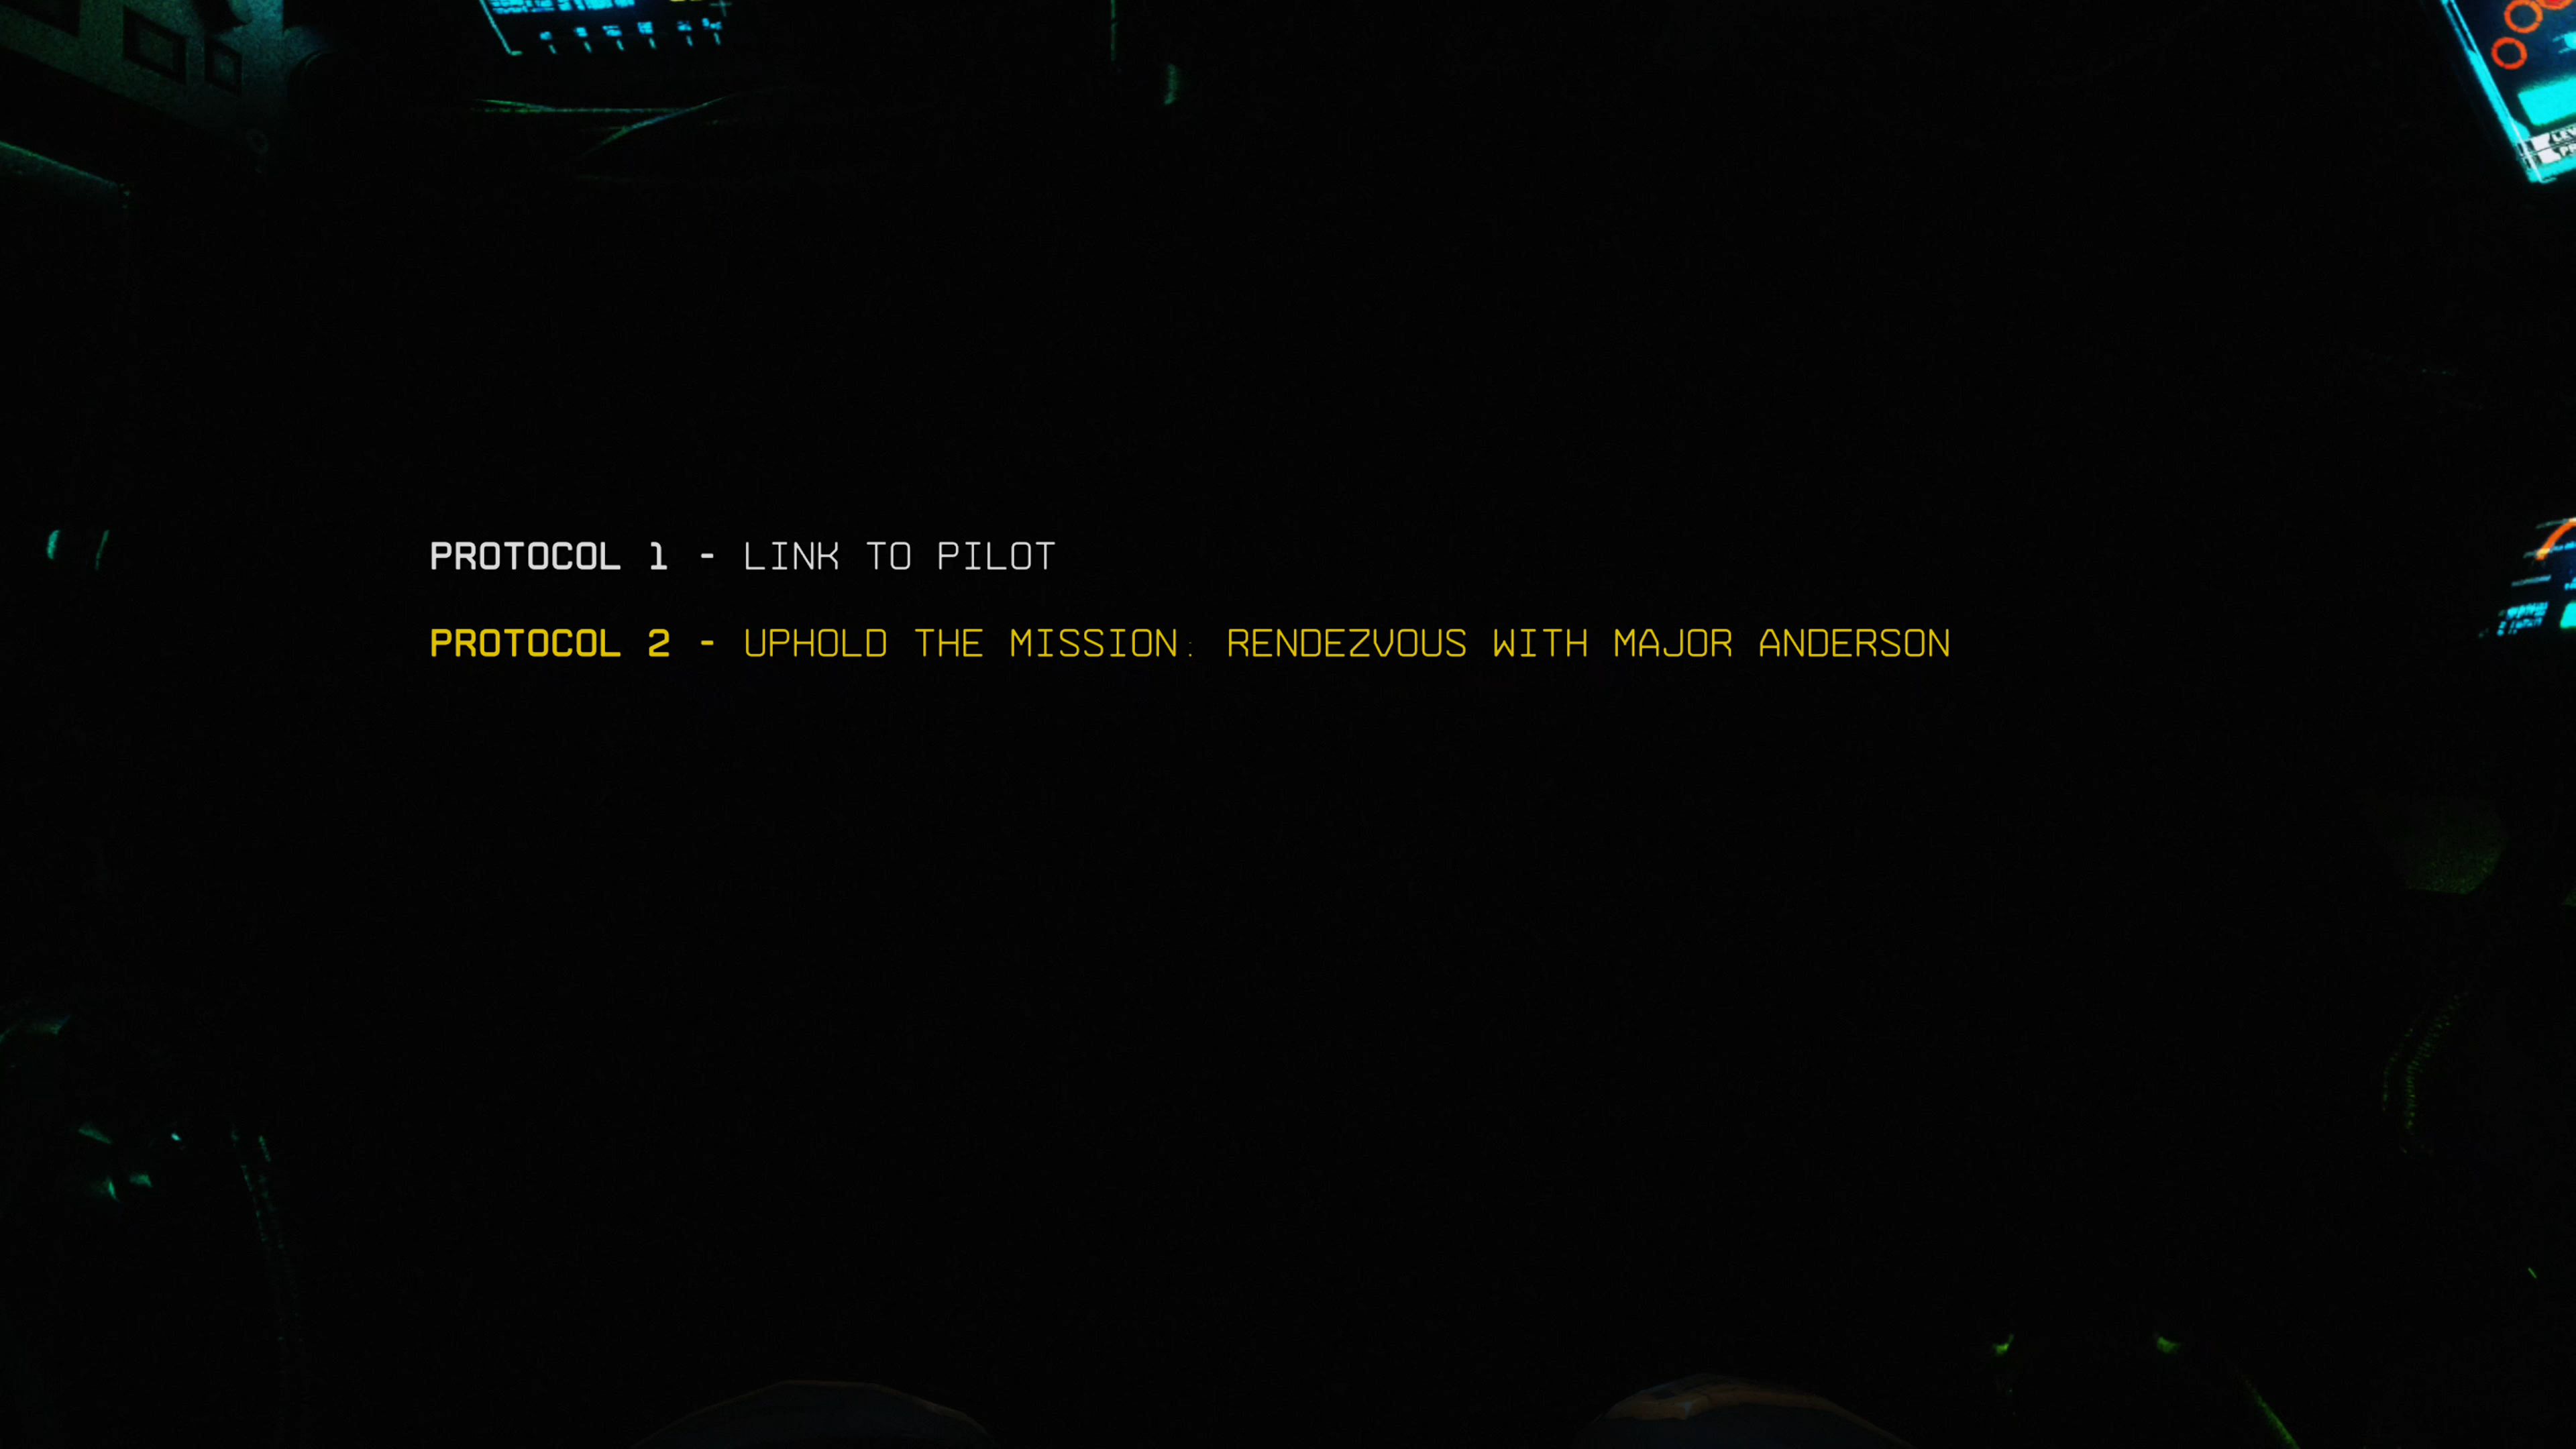 PROTOCOL 1 - LINK TO PILOT
PROTOCOL 2 - UPHOLD THE MISSION: RENDEZVOUS WITH MAJOR ANDERSON